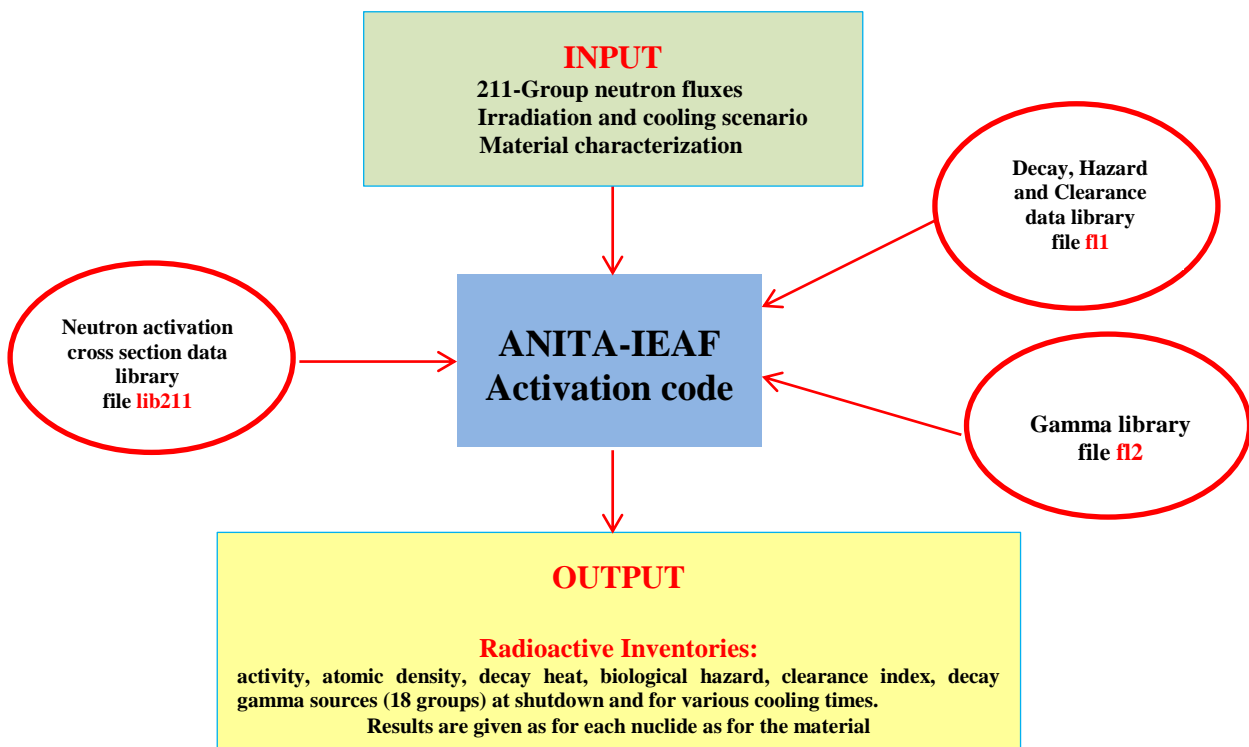 INPUT
211-Group neutron fluxes
Irradiation and cooling scenario
Material characterization
Decay, Hazard
and Clearance
data library
file fl1
Neutron activation
cross section data
library
file lib211
ANITA-IEAF
Activation code
Gamma library
file fl2
OUTPUT
Radioactive Inventories:
activity, atomic density, decay heat, biological hazard, clearance index, decay
gamma sources (18 groups) at shutdown and for various cooling times.
Results are given as for each nuclide as for the material